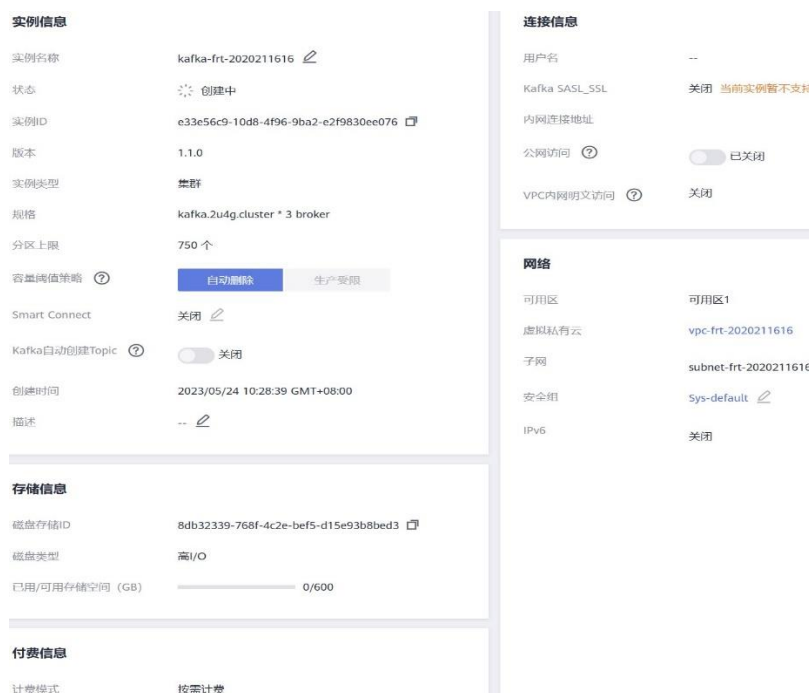 实例信息
实例名称 kafka-frt-2020211616
状态 创建中
实例ID e33e56c9-10d8-4f96-9ba2-e2f9830ee076
版本 1.1.0
实例类型 集群
规格 kafka.2u4g.cluster * 3 broker
分区上限 750 个
容量阈值策略 自动删除 生产受限
Smart Connect 关闭
Kafka自动创建Topic 关闭
创建时间 2023/05/24 10:28:39 GMT+08:00
描述 --
存储信息
磁盘存储ID 8db32339-768f-4c2e-bef5-d15e93b8bed3
磁盘类型 高I/O
已用/可用存储空间（GB） 0/600
付费信息
计费模式 按需计费
连接信息
用户名 --
Kafka SASL_SSL 关闭 当前实例暂不支持
内网连接地址
公网访问 已关闭
VPC内网明文访问 关闭
网络
可用区 可用区1
虚拟私有云 vpc-frt-2020211616
子网 subnet-frt-2020211616
安全组 Sys-default
IPv6 关闭